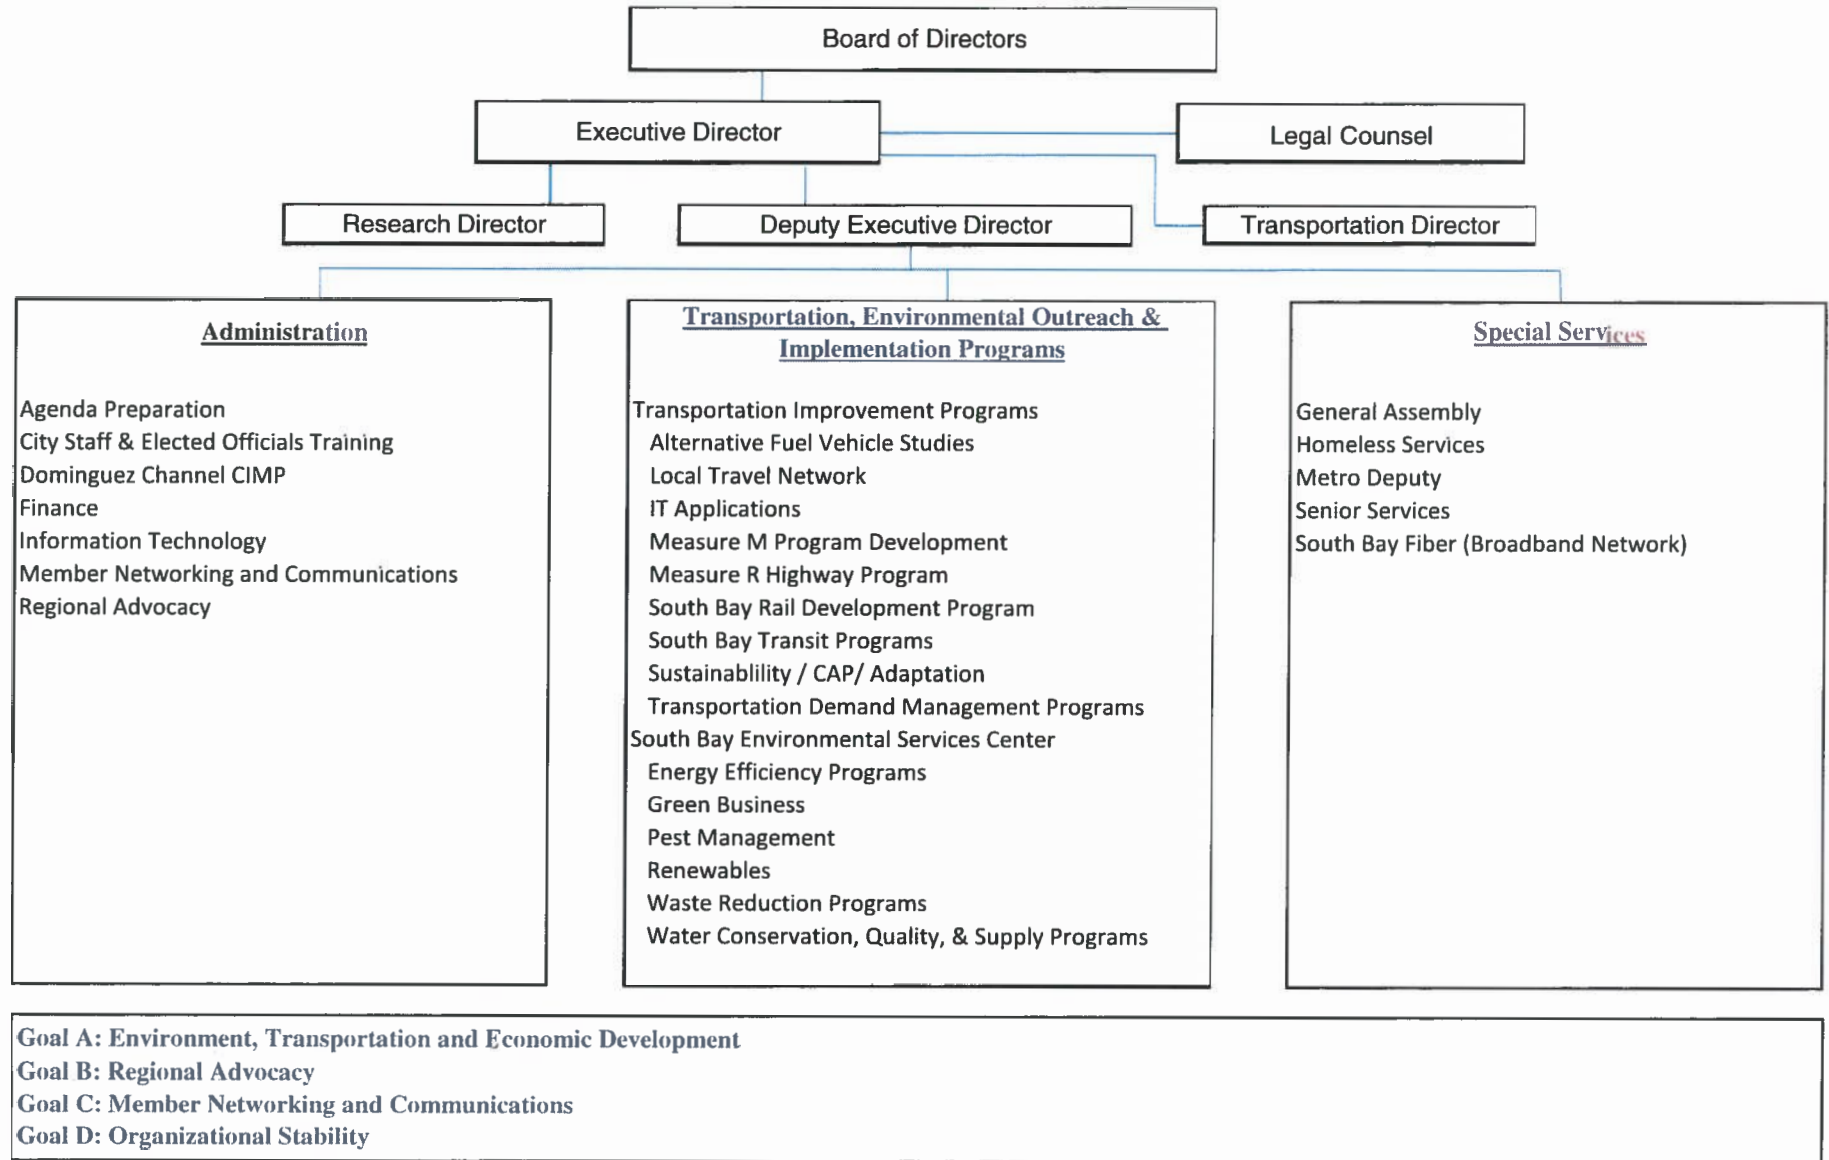 Board of Directors
Executive Director
Legal Counsel
Research Director
Deputy Executive Director
Transportation Director
Administration
Agenda Preparation
City Staff & Elected Officials Training
Dominguez Channel CIMP
Finance
Information Technology
Member Networking and Communications
Regional Advocacy
Transportation, Environmental Outreach &
Implementation Programs
Transportation Improvement Programs
Alternative Fuel Vehicle Studies
Local Travel Network
IT Applications
Measure M Program Development
Measure R Highway Program
South Bay Rail Development Program
South Bay Transit Programs
Sustainablility / CAP/ Adaptation
Transportation Demand Management Programs
South Bay Environmental Services Center
Energy Efficiency Programs
Green Business
Pest Management
Renewables
Waste Reduction Programs
Water Conservation, Quality, & Supply Programs
Special Services
General Assembly
Homeless Services
Metro Deputy
Senior Services
South Bay Fiber (Broadband Network)
Goal A: Environment, Transportation and Economic Development
Goal B: Regional Advocacy
Goal C: Member Networking and Communications
Goal D: Organizational Stability